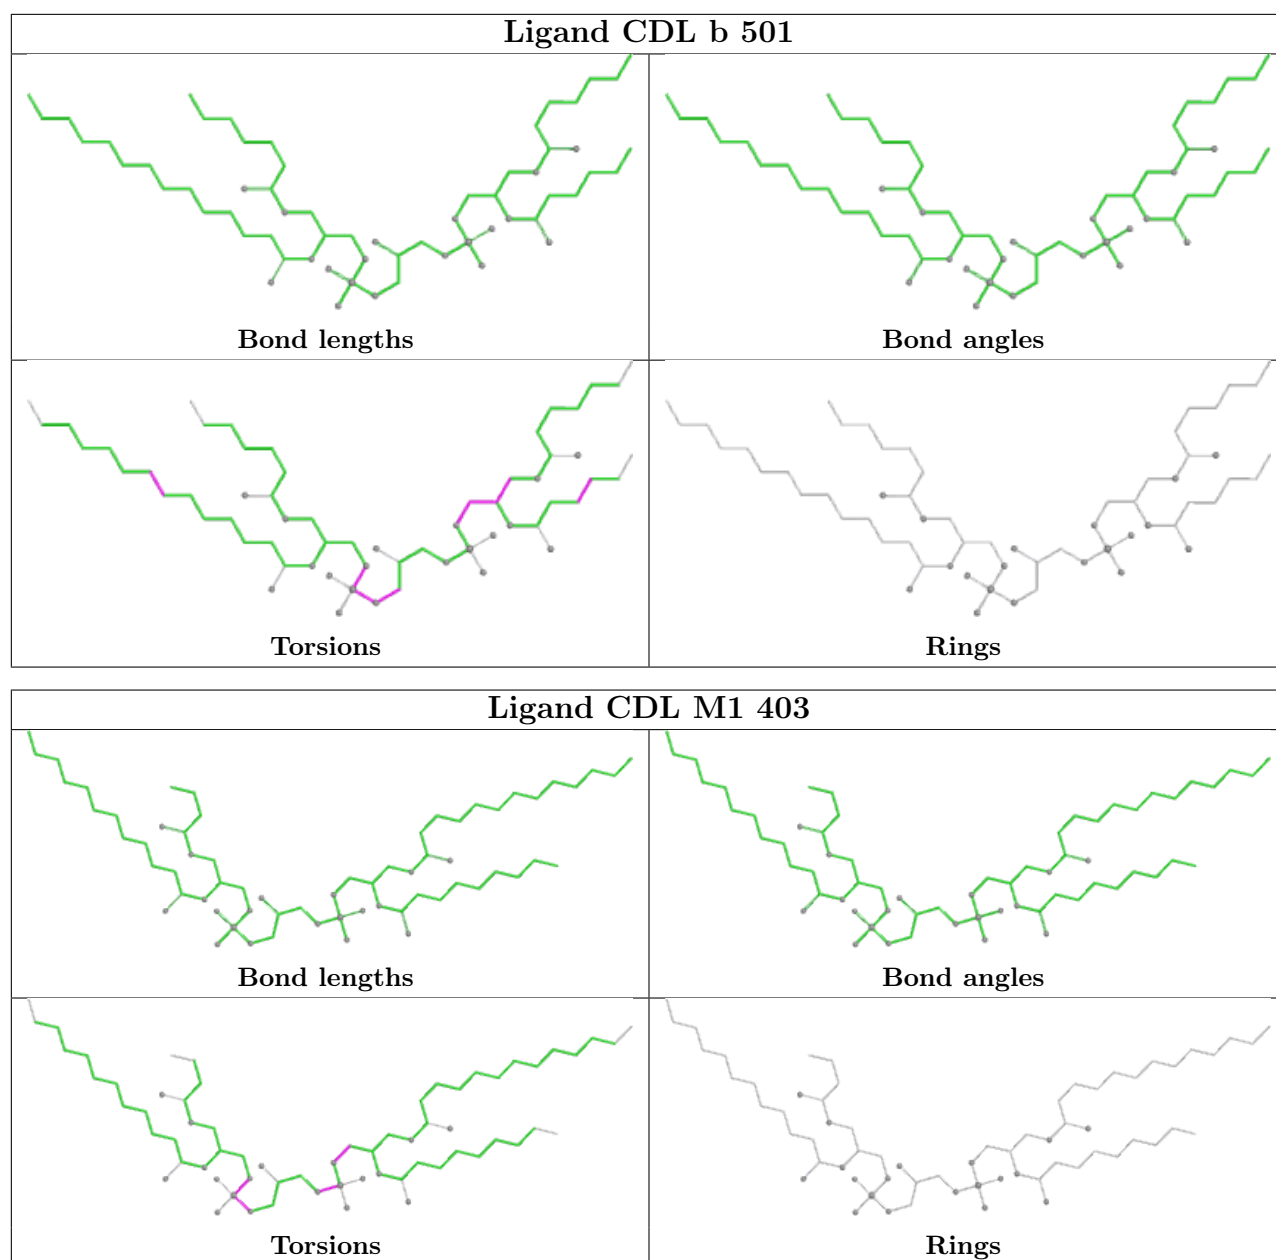 Ligand CDL b 501
Bond lengths
Bond angles
Torsions
Rings
Ligand CDL M1 403
Bond lengths
Bond angles
Torsions
Rings